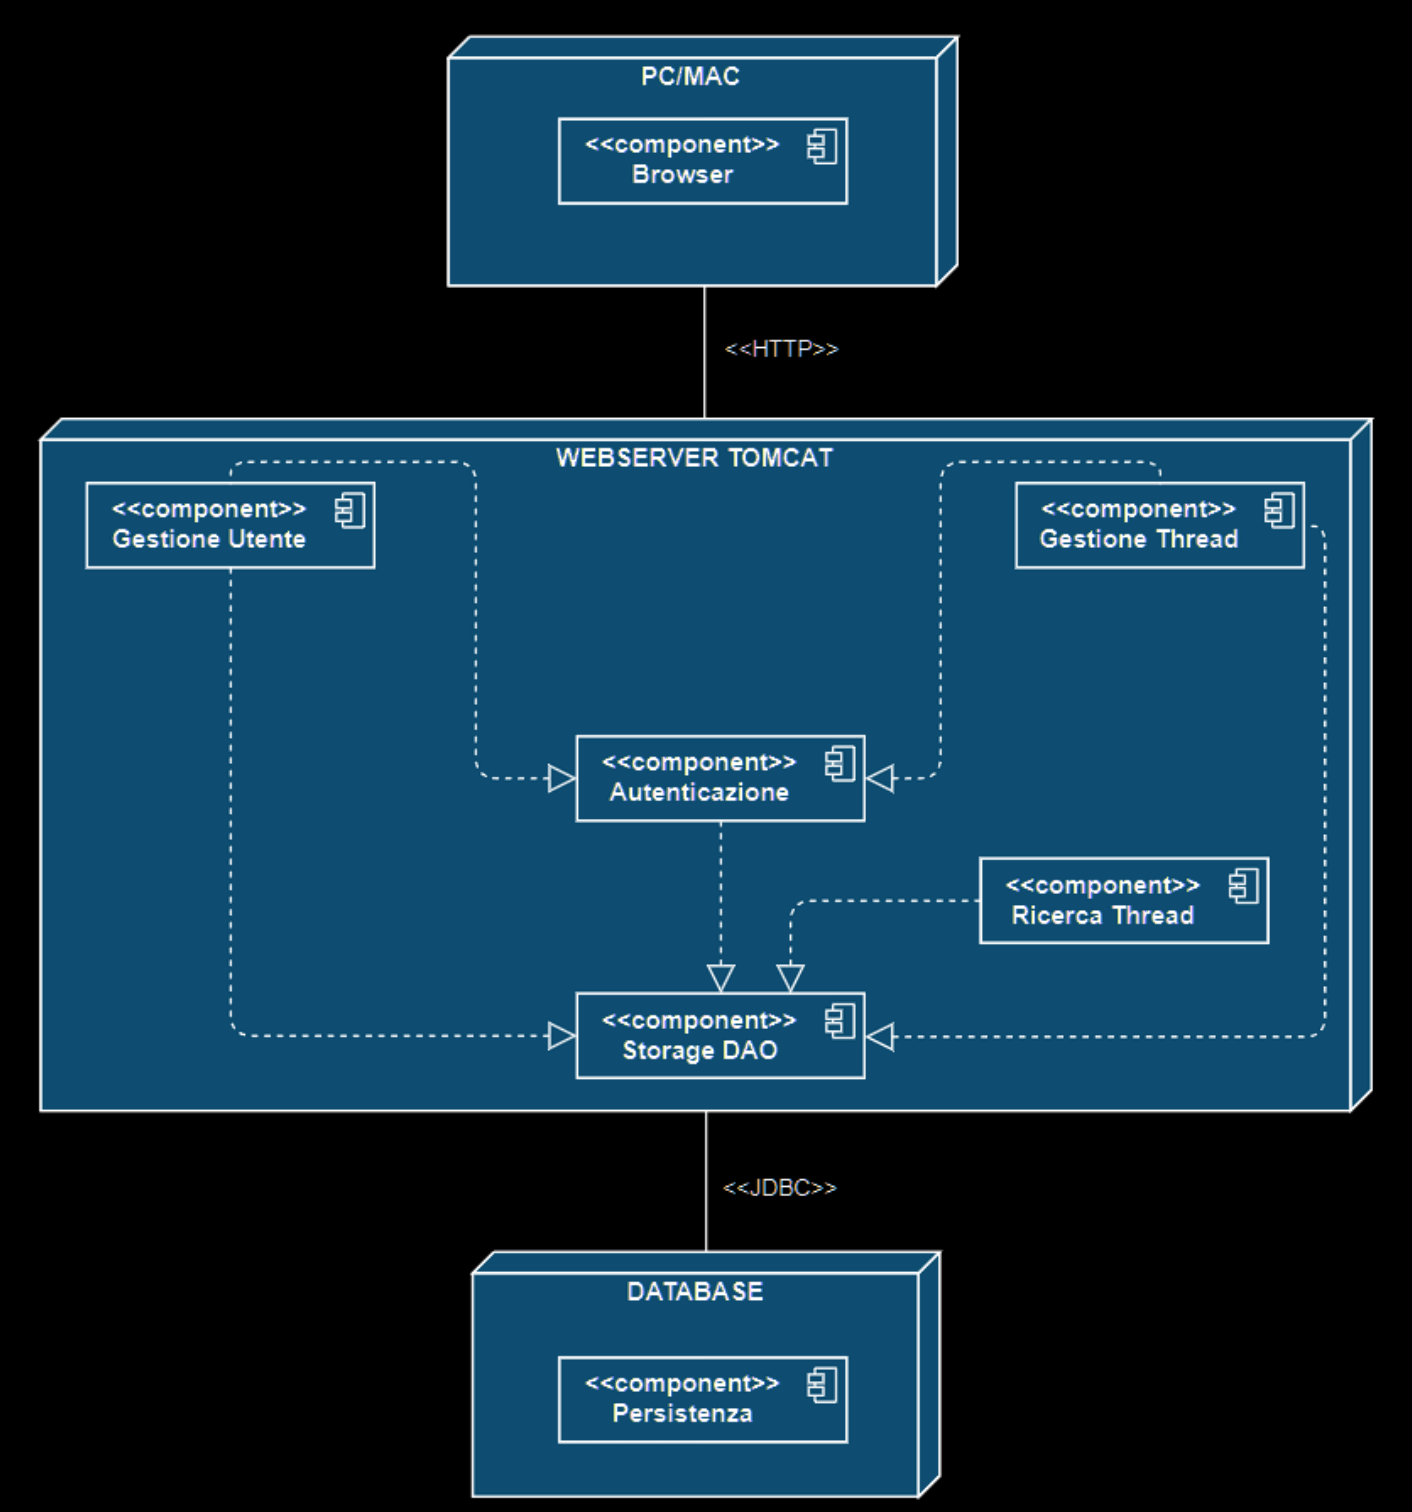 PC/MAC
<<component>>
Browser
<<HTTP>>
WEBSERVER TOMCAT
<<component>>
Gestione Utente
<<component>>
Gestione Thread
<<component>>
Autenticazione
<<component>>
Ricerca Thread
<<component>>
Storage DAO
<<JDBC>>
DATABASE
<<component>>
Persistenza